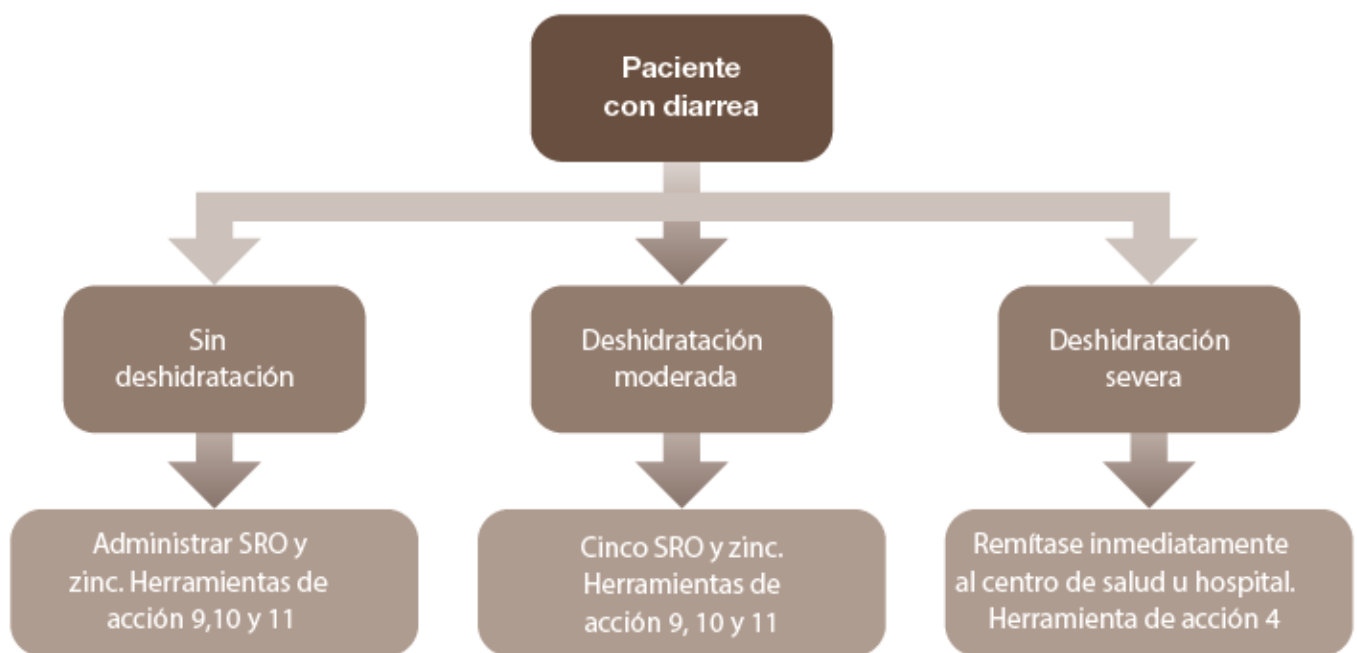 Paciente
con diarrea
Sin
deshidratación
Deshidratación
moderada
Deshidratación
severa
Administrar SRO y
zinc. Herramientas de
acción 9,10 y 11
Cinco SRO y zinc.
Herramientas de
acción 9, 10 y 11
Remítase inmediatamente
al centro de salud u hospital.
Herramienta de acción 4